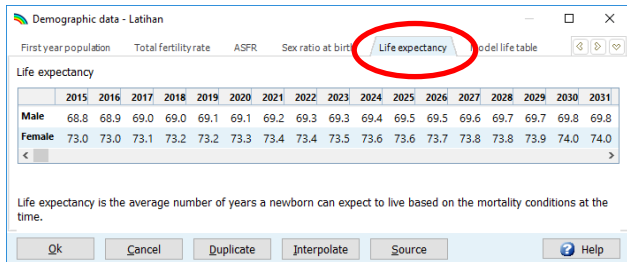 Demographic data - Latihan
First year population Total fertility rate ASFR Sex ratio at birth Life expectancy Model life table
Life expectancy
2015 2016 2017 2018 2019 2020 2021 2022 2023 2024 2025 2026 2027 2028 2029 2030 2031
Male 68.8 68.9 69.0 69.0 69.1 69.1 69.2 69.3 69.3 69.4 69.5 69.5 69.6 69.7 69.7 69.8 69.8
Female 73.0 73.0 73.1 73.2 73.2 73.3 73.4 73.4 73.5 73.6 73.6 73.7 73.8 73.8 73.9 74.0 74.0
Life expectancy is the average number of years a newborn can expect to live based on the mortality conditions at the
time.
Ok Cancel Duplicate Interpolate Source Help